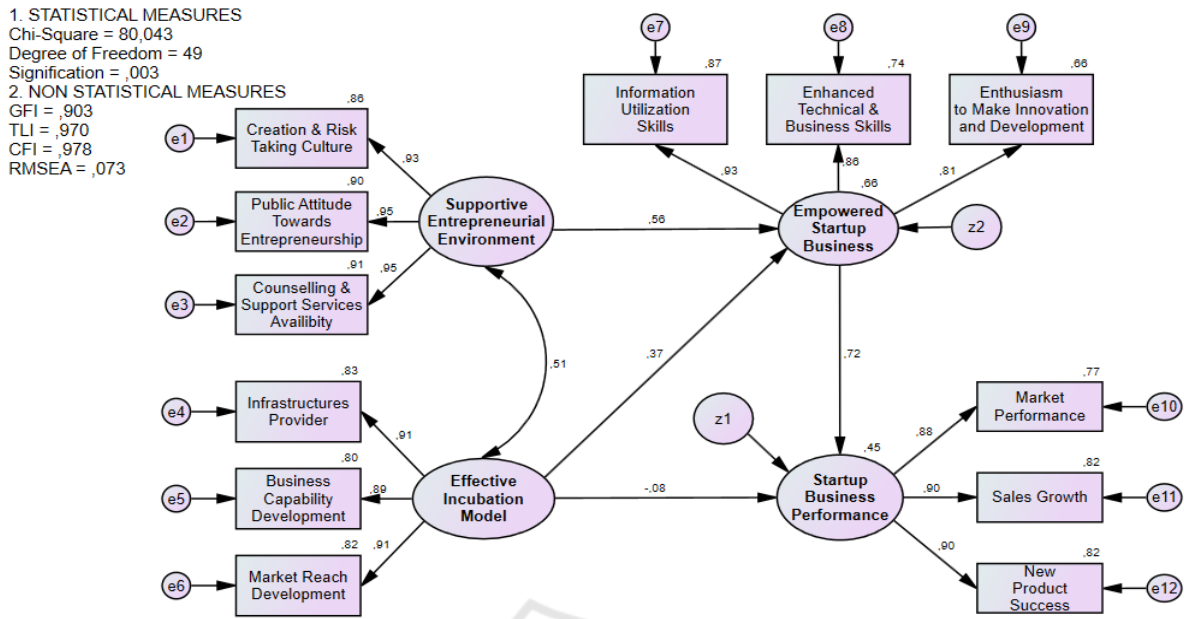 1. STATISTICAL MEASURES
Chi-Square = 80,043
Degree of Freedom = 49
Signification = ,003
2. NON STATISTICAL MEASURES
GFI = ,903
TLI = ,970
CFI = ,978
RMSEA = ,073
e1
,86
Creation & Risk
Taking Culture
,93
e2
,90
Public Attitude
Towards
Entrepreneurship
,95
e3
,91
Counselling &
Support Services
Availibity
,95
Supportive
Entrepreneurial
Environment
,56
e7
,87
Information
Utilization
Skills
,93
e8
,74
Enhanced
Technical &
Business Skills
,86
e9
,66
Enthusiasm
to Make Innovation
and Development
,81
,66
Empowered
Startup
Business
z2
,51
,37
,72
e4
,83
Infrastructures
Provider
,91
e5
,80
Business
Capability
Development
,89
e6
,82
Market Reach
Development
,91
Effective
Incubation
Model
-,08
z1
,45
Startup
Business
Performance
,77
Market
Performance
e10
,88
,82
Sales Growth
e11
,90
,82
New
Product
Success
e12
,90